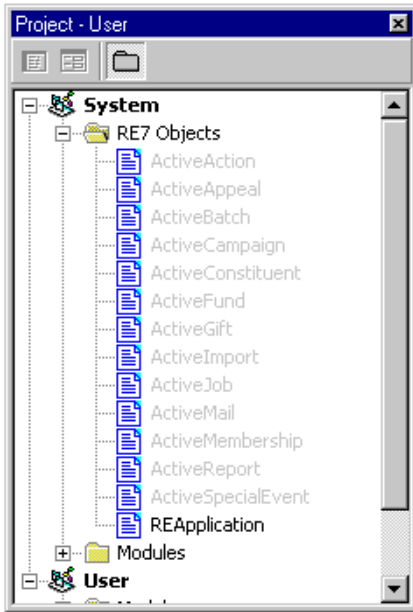 Project - User
System
RE7 Objects
ActiveAction
ActiveAppeal
ActiveBatch
ActiveCampaign
ActiveConstituent
ActiveFund
ActiveGift
ActiveImport
ActiveJob
ActiveMail
ActiveMembership
ActiveReport
ActiveSpecialEvent
REApplication
Modules
User